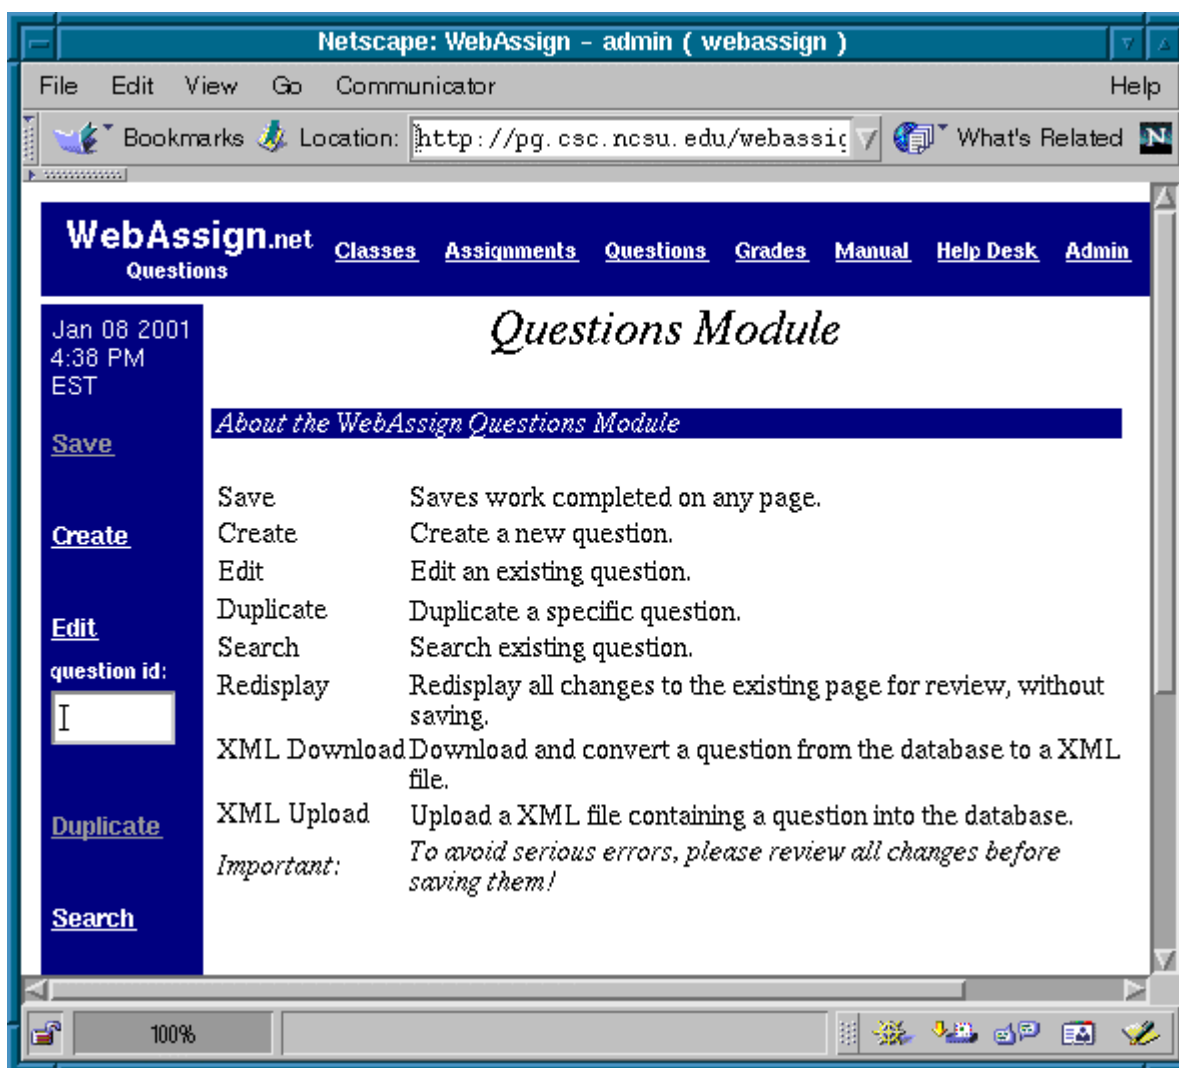 Netscape: WebAssign - admin ( webassign )
File Edit View Go Communicator Help
Bookmarks Location: http://pg.csc.ncsu.edu/webassig What's Related N
WebAssign.net
Questions
Classes Assignments Questions Grades Manual Help Desk Admin
Jan 08 2001
4:38 PM
EST
Save
Create
Edit
question id:
Duplicate
Search
Questions Module
About the WebAssign Questions Module
Save Saves work completed on any page.
Create Create a new question.
Edit Edit an existing question.
Duplicate Duplicate a specific question.
Search Search existing question.
Redisplay Redisplay all changes to the existing page for review, without
saving.
XML Download Download and convert a question from the database to a XML
file.
XML Upload Upload a XML file containing a question into the database.
Important: To avoid serious errors, please review all changes before
saving them!
100%